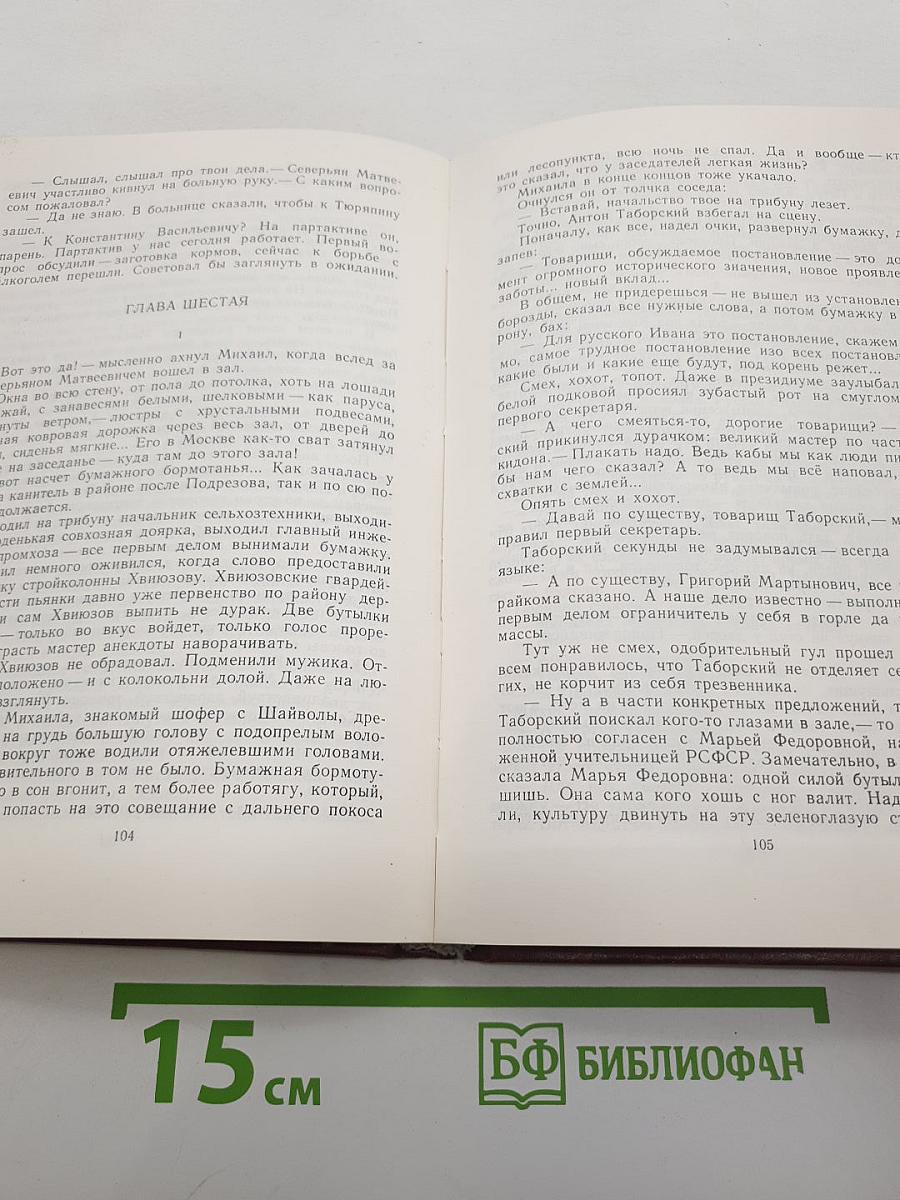 — Слышал, слышал про твои дела.— Северьян Матве-
евич участливо кивнул на больную руку.— С каким вопро-
сом пожаловал?
— Да не знаю. В больнице сказали, чтобы к Тюряпину
зашел.
— К Константину Васильевичу? На партактиве он,
парень. Партактив у нас сегодня работает. Первый во-
прос обсудили — заготовка кормов, сейчас к борьбе с
лкоголем перешли. Советовал бы заглянуть в ожидании.
ГЛАВА ШЕСТАЯ
1
Вот это да! — мысленно ахнул Михаил, когда вслед за
ерьяном Матвеевичем вошел в зал.
Окна во всю стену, от пола до потолка, хоть на лошади
жай, с занавесями белыми, шелковыми — как паруса,
нуты ветром,— люстры с хрустальными подвесами,
ная ковровая дорожка через весь зал, от дверей до
, сиденья мягкие... Его в Москве как-то сват затянул
е на заседанье — куда там до этого зала!
вот насчет бумажного бормотанья... Как зачалась у
а канитель в районе после Подрезова, так и по сю по-
должается.
одил на трибуну начальник сельхозтехники, выходи-
оденькая совхозная доярка, выходил главный инже-
промхоза — все первым делом вынимали бумажку.
ил немного оживился, когда слово предоставили
ку стройколонны Хвиюзову. Хвиюзовские гвардей-
сти пьянки давно уже первенство по району дер-
и сам Хвиюзов выпить не дурак. Две бутылки
— только во вкус войдет, только голос проре-
трасть мастер анекдоты наворачивать.
Хвиюзов не обрадовал. Подменили мужика. От-
положено — и с колокольни долой. Даже на лю-
взглянуть.
Михаила, знакомый шофер с Шайволы, дре-
на грудь большую голову с подопрелым воло-
вокруг тоже водили отяжелевшими головами.
вительного в том не было. Бумажная бормоту-
о в сон вгонит, а тем более работягу, который,
попасть на это совещание с дальнего покоса
104
или лесопункта, всю ночь не спал. Да и вообще — кт
это сказал, что у заседателей легкая жизнь?
Михаила в конце концов тоже укачало.
Очнулся он от толчка соседа:
— Вставай, начальство твое на трибуну лезет.
Точно, Антон Таборский взбегал на сцену.
Поначалу, как все, надел очки, развернул бумажку, д
запев:
— Товарищи, обсуждаемое постановление — это до
мент огромного исторического значения, новое проявле
заботы... новый вклад...
В общем, не придерешься — не вышел из установлен
борозды, сказал все нужные слова, а потом бумажку в
рону, бах:
— Для русского Ивана это постановление, скажем
мо, самое трудное постановление изо всех постановл
какие были и какие еще будут, под корень режет...
Смех, хохот, топот. Даже в президиуме заулыбал
белой подковой просиял зубастый рот на смуглом
первого секретаря.
— А чего смеяться-то, дорогие товарищи? —
ский прикинулся дурачком: великий мастер по част
кидона.— Плакать надо. Ведь кабы мы как люди пи
бы нам чего сказал? А то ведь мы всё наповал,
схватки с землей...
Опять смех и хохот.
— Давай по существу, товарищ Таборский,— м
правил первый секретарь.
Таборский секунды не задумывался — всегда
языке:
— А по существу, Григорий Мартынович, все
райкома сказано. А наше дело известно — выполн
первым делом ограничитель у себя в горле да
массы.
Тут уж не смех, одобрительный гул прошел
всем понравилось, что Таборский не отделяет се
гих, не корчит из себя трезвенника.
— Ну а в части конкретных предложений, т
Таборский поискал кого-то глазами в зале,— то
полностью согласен с Марьей Федоровной, на
женной учительницей РСФСР. Замечательно, в
сказала Марья Федоровна: одной силой бутыл
шишь. Она сама кого хошь с ног валит. Над
ли, культуру двинуть на эту зеленоглазую ст
105
15 см
БФ БИБЛИОФАН